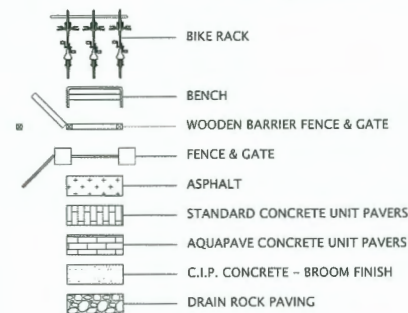 BIKE RACK
BENCH
WOODEN BARRIER FENCE & GATE
FENCE & GATE
ASPHALT
STANDARD CONCRETE UNIT PAVERS
AQUAPAVE CONCRETE UNIT PAVERS
C.I.P. CONCRETE - BROOM FINISH
DRAIN ROCK PAVING